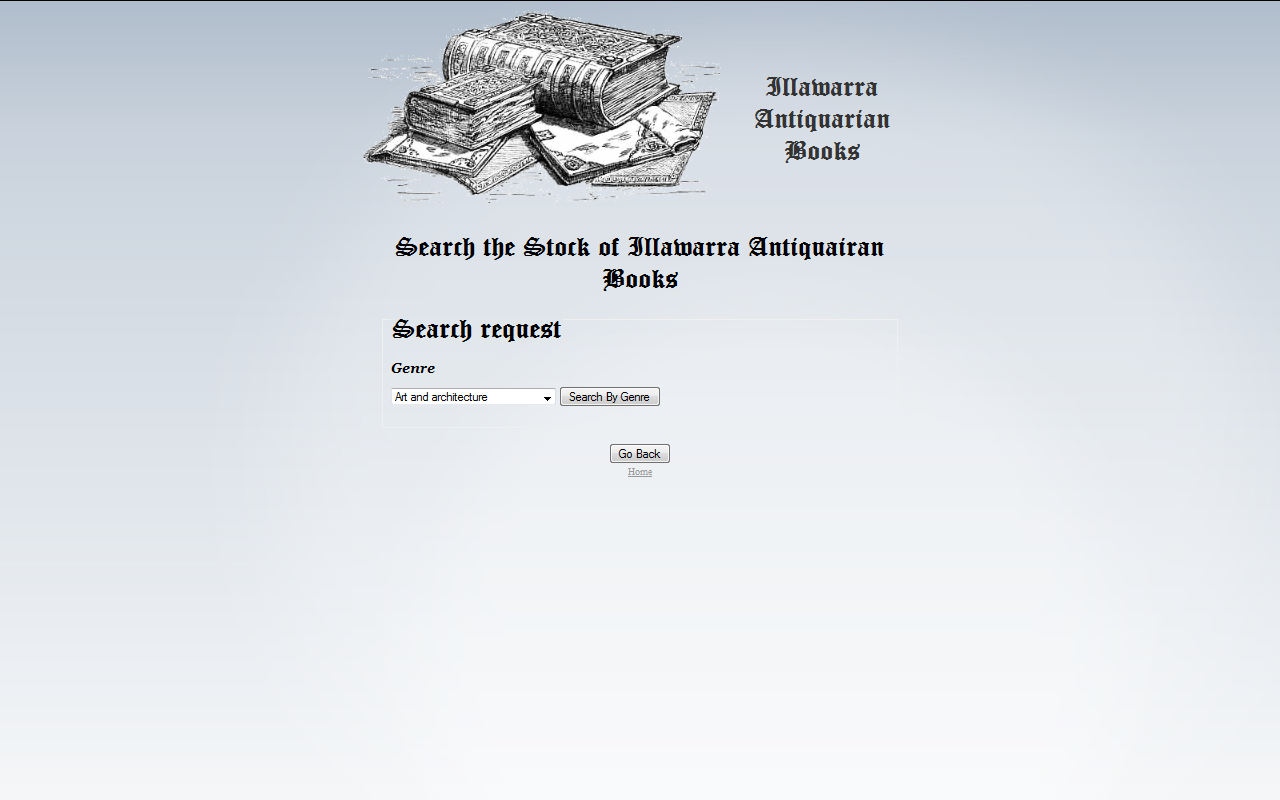 Illawarra
Antiquarian
Books
Search the Stock of Illawarra Antiquairan
Books
Search request
Genre
Art and architecture
Search By Genre
Go Back
Home